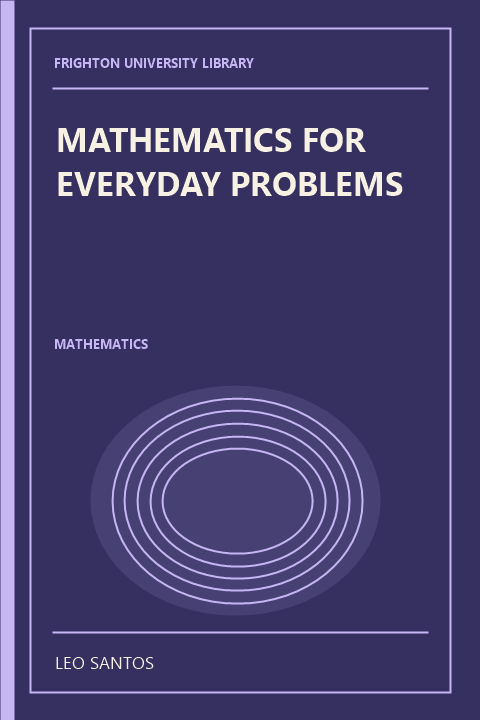 FRIGHTON UNIVERSITY LIBRARY
MATHEMATICS FOR
EVERYDAY PROBLEMS
MATHEMATICS
LEO SANTOS